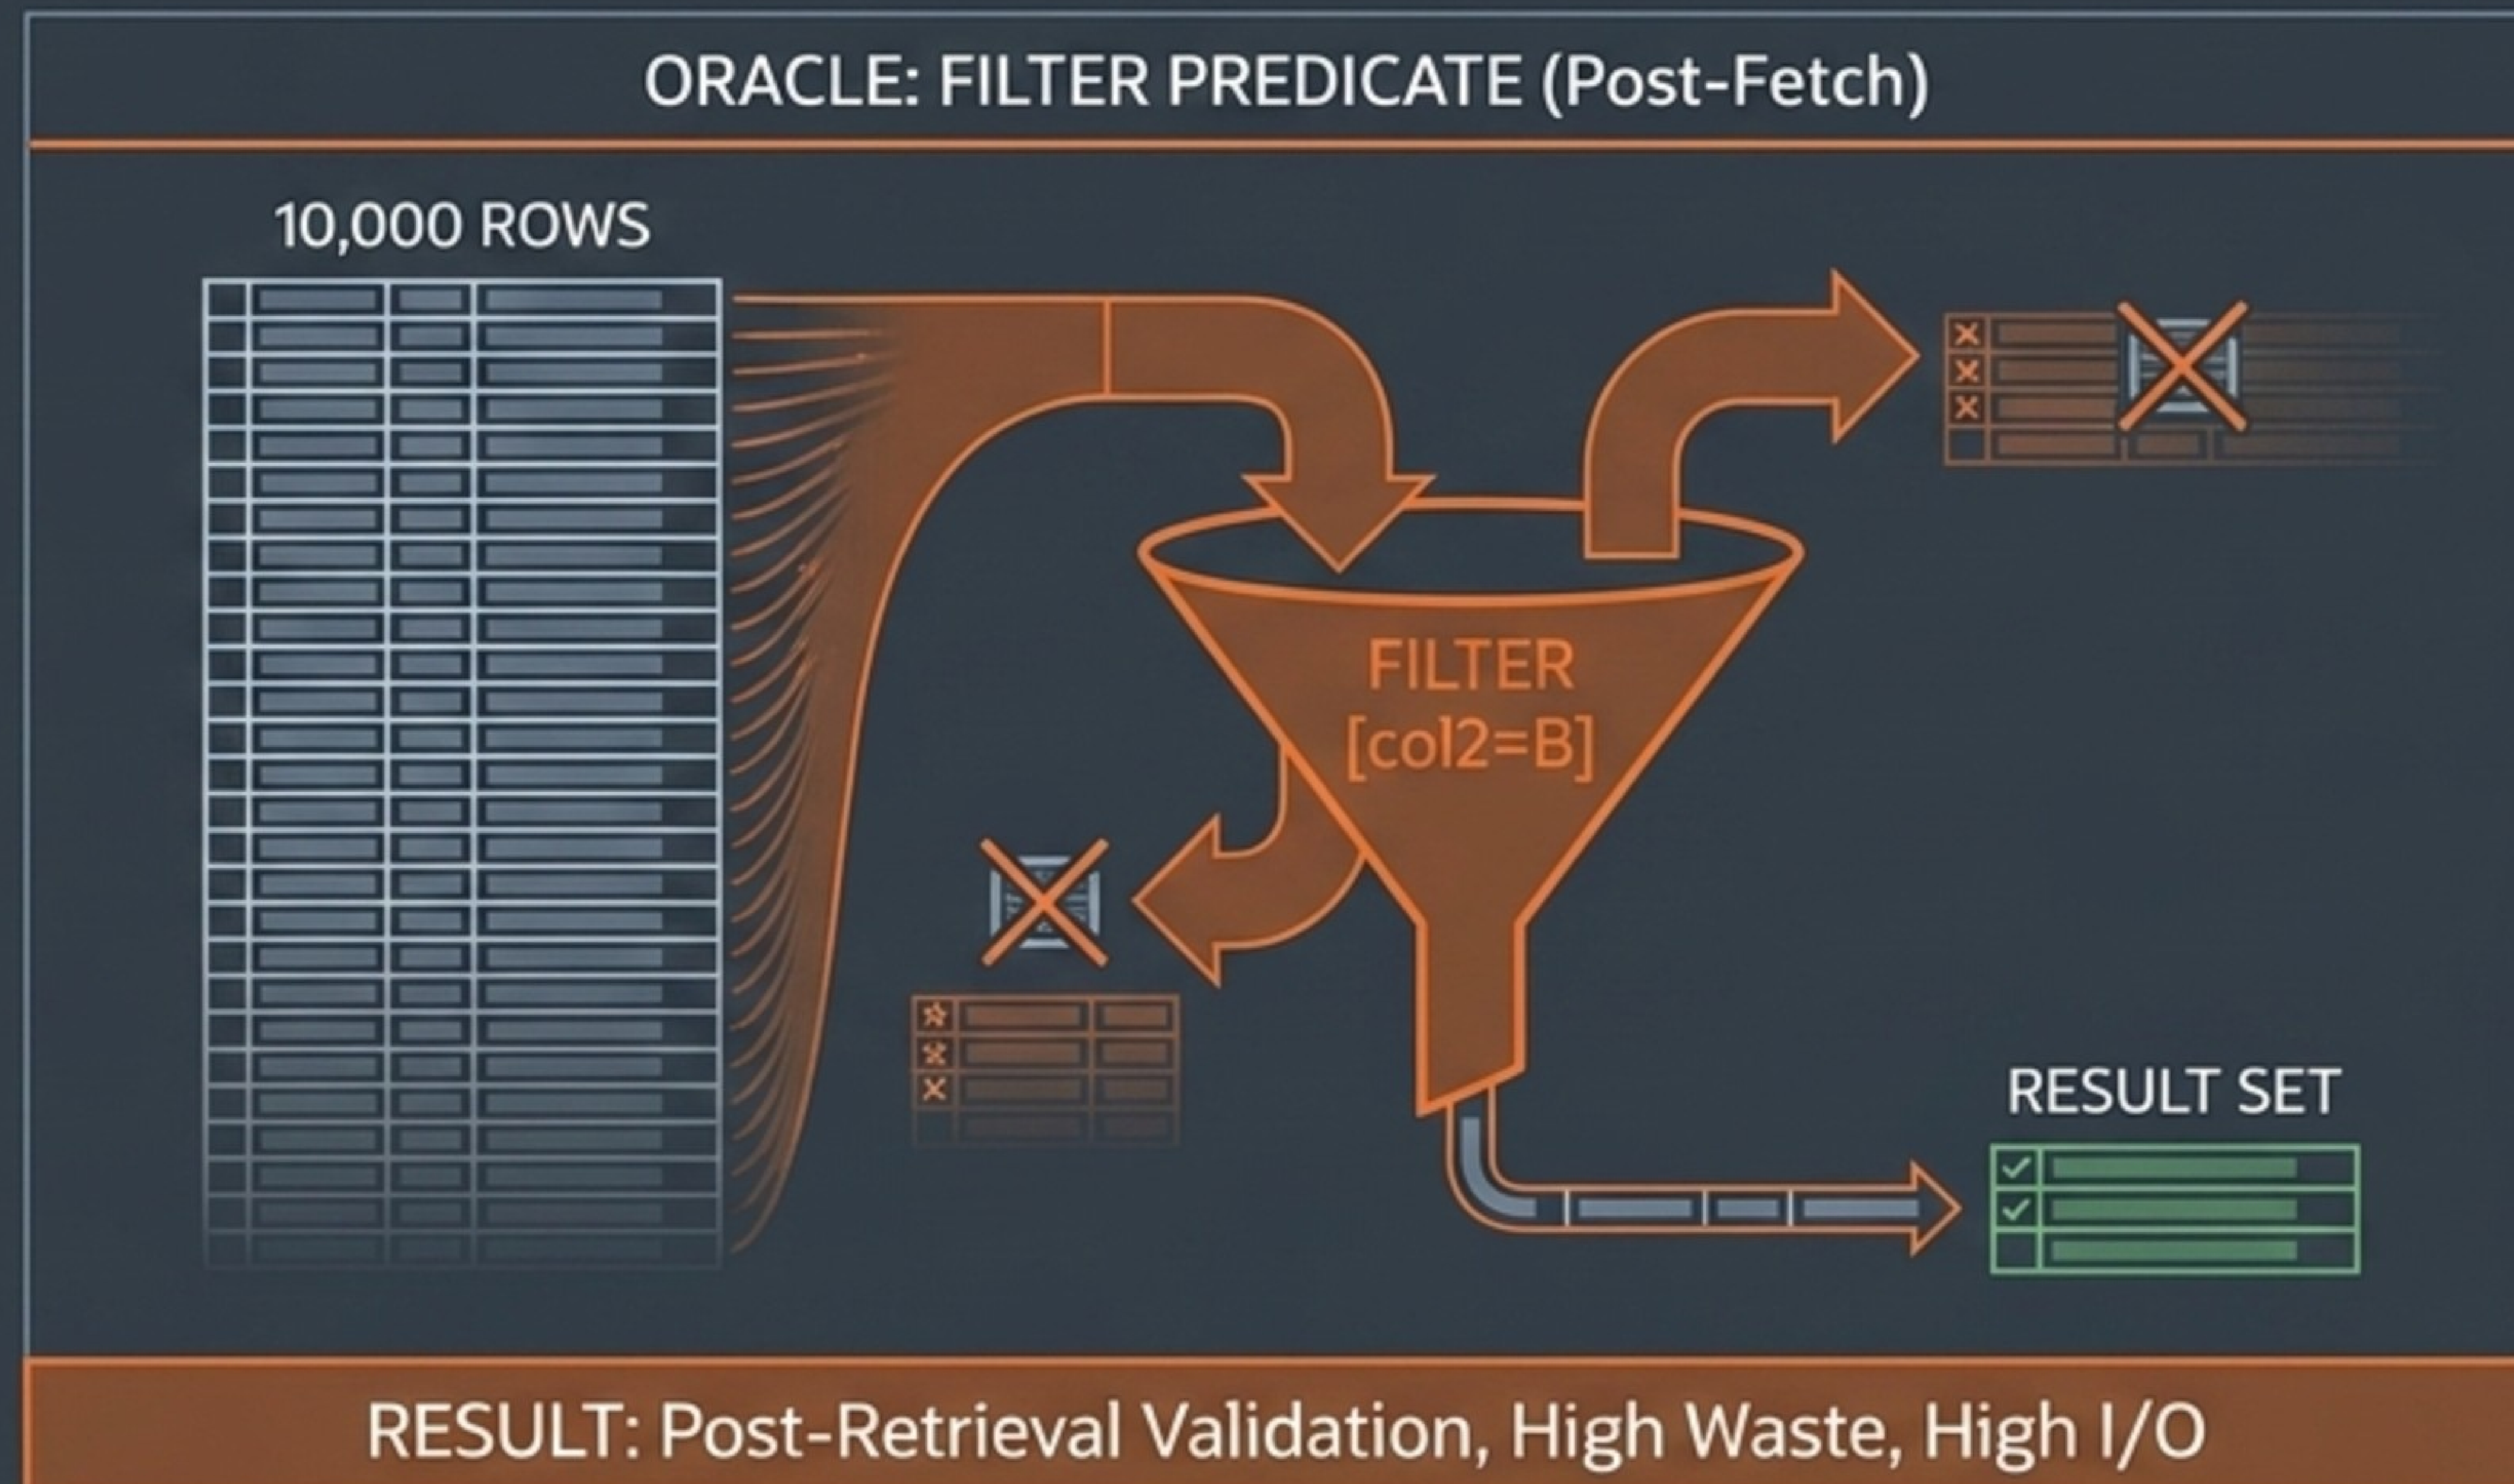 ORACLE: FILTER PREDICATE (Post-Fetch)
10,000 ROWS
FILTER
[col2=B]
RESULT SET
RESULT: Post-Retrieval Validation, High Waste, High I/O